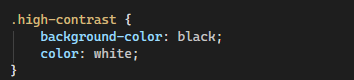 .high-contrast {
    background-color: black;
    color: white;
}